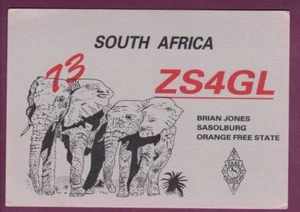 SOUTH AFRICA
73
ZS4GL
BRIAN JONES
SASOLBURG
ORANGE FREE STATE